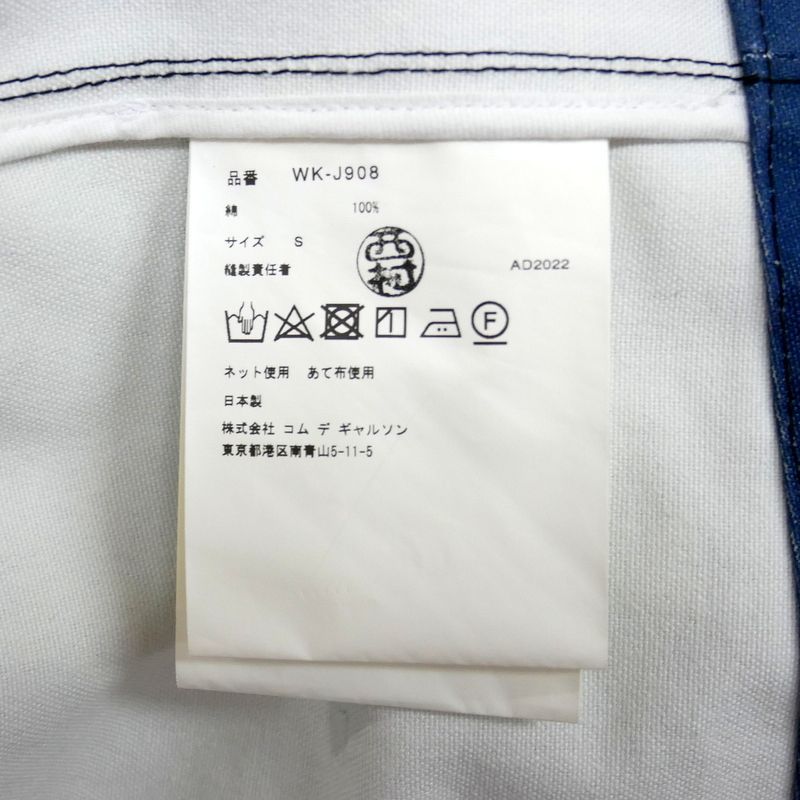 品番 WK-J908
綿 100%
サイズ S
縫製責任者 西村 AD2022
F
ネット使用 あて布使用
日本製
株式会社 コム デ ギャルソン
東京都港区南青山5-11-5